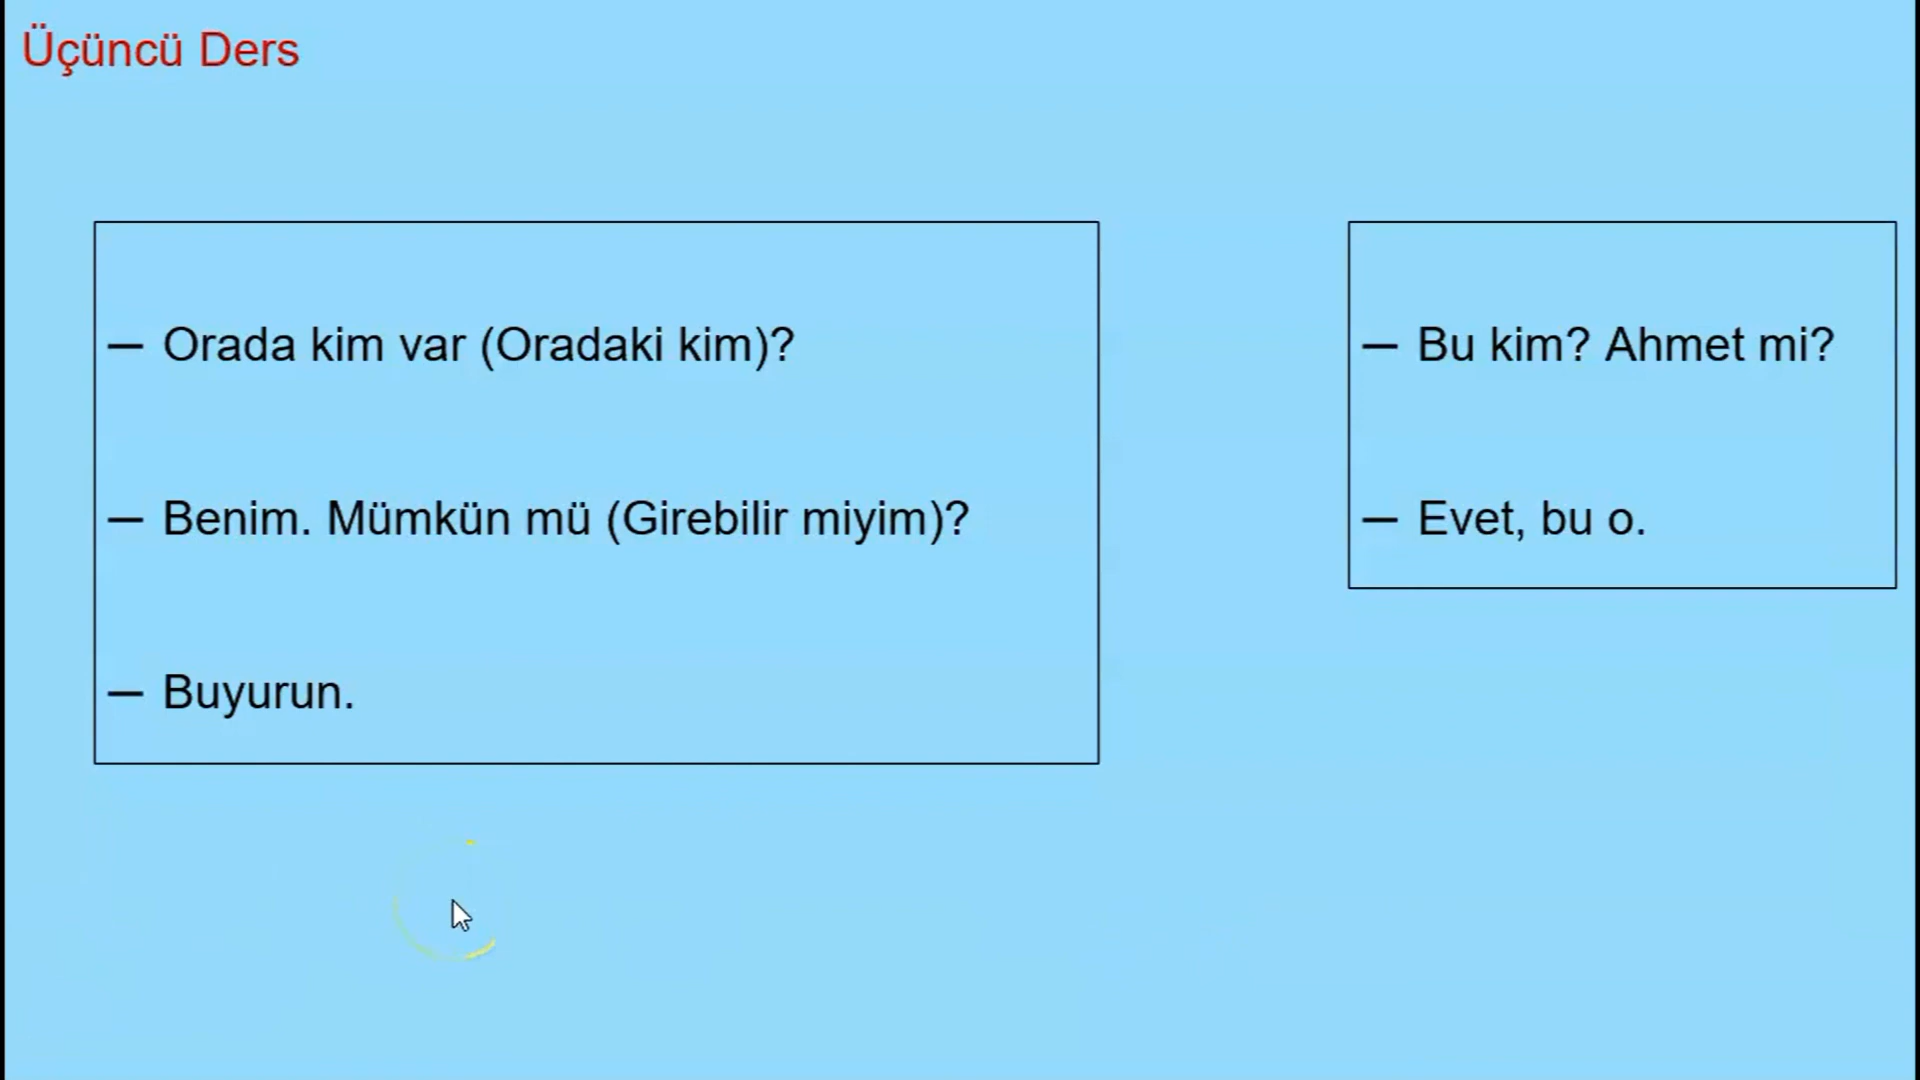 Üçüncü Ders
— Orada kim var (Oradaki kim)?
— Benim. Mümkün mü (Girebilir miyim)?
— Buyurun.
— Bu kim? Ahmet mi?
— Evet, bu o.